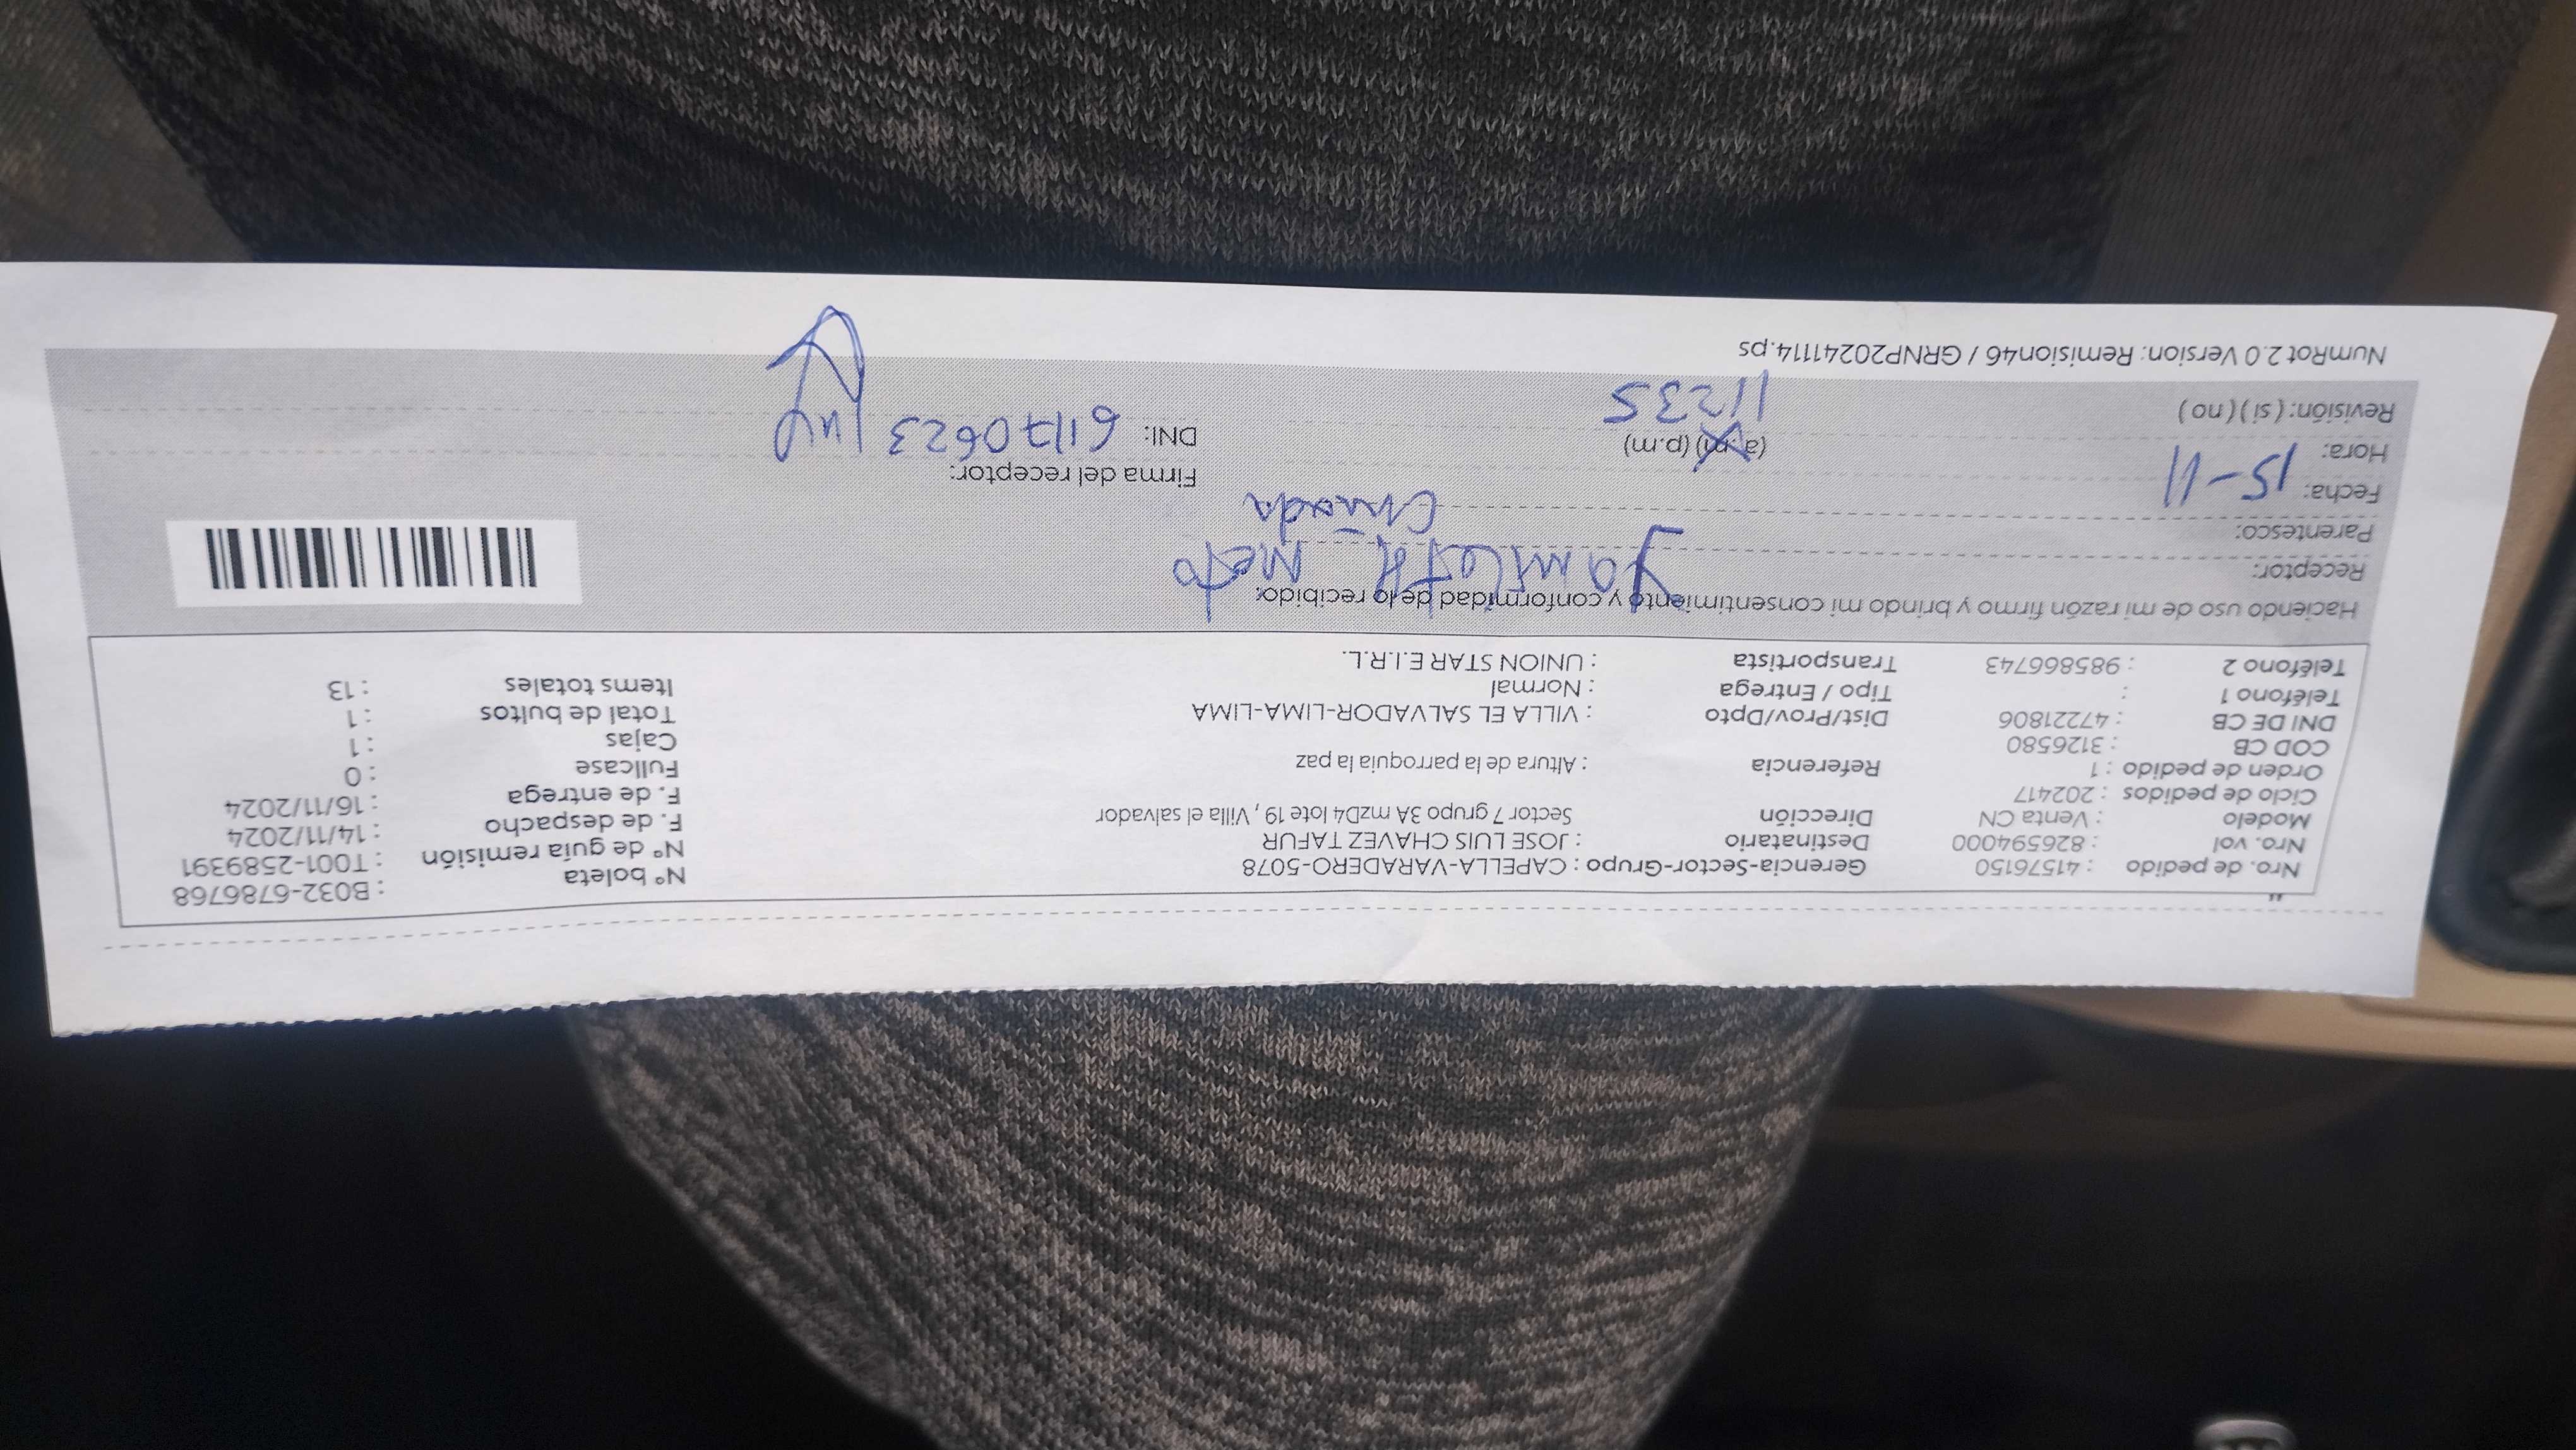 Nro. de pedido : 41576150 Gerencia-Sector-Grupo : CAPELLA-VARADERO-5078 N° boleta : B032-6786768
Nro. vol : 826594000 Destinatario : JOSE LUIS CHAVEZ TAFUR N° de guía remisión : T001-2589391
Modelo : Venta CN Dirección Sector 7 grupo 3A mzD4 lote 19 , Villa el salvador F. de despacho : 14/11/2024
Ciclo de pedidos : 202417 F. de entrega : 16/11/2024
Orden de pedido : 1 Referencia : Altura de la parroquia la paz Fullcase : 0
COD CB : 3126580 Cajas : 1
DNI DE CB : 47221806 Dist/Prov/Dpto : VILLA EL SALVADOR-LIMA-LIMA Total de bultos : 1
Teléfono 1 : Tipo / Entrega : Normal Items totales : 13
Teléfono 2 : 985866743 Transportista : UNION STAR E.I.R.L.
Haciendo uso de mi razón firmo y brindo mi consentimiento y conformidad de lo recibido:
Receptor: Yamileth
Parentesco: Cuñada
Fecha: 15-11 Firma del receptor:
Hora: (a.m) (p.m) DNI: 61170623
11235
Revisión: ( si ) ( no )
NumRot 2.0 Version: Remision46 / GRNP20241114.ps